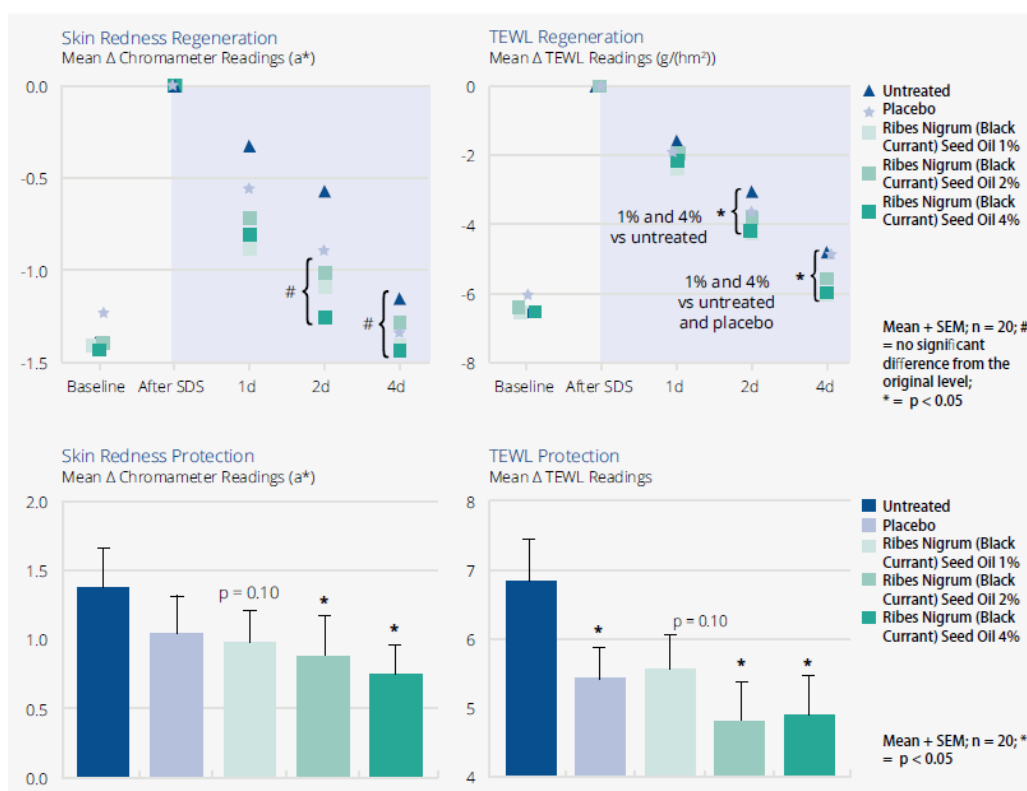 Skin Redness Regeneration
Mean Δ Chromameter Readings (a*)
0.0
-0.5
-1.0
-1.5
#
#
Baseline
After SDS
1d
2d
4d
TEWL Regeneration
Mean Δ TEWL Readings (g/(hm²))
0
-2
-4
-6
-8
1% and 4%
vs untreated
*
1% and 4%
vs untreated
and placebo
*
Baseline
After SDS
1d
2d
4d
Untreated
Placebo
Ribes Nigrum (Black
Currant) Seed Oil 1%
Ribes Nigrum (Black
Currant) Seed Oil 2%
Ribes Nigrum (Black
Currant) Seed Oil 4%
Mean + SEM; n = 20; #
= no significant
difference from the
original level;
* = p < 0.05
Skin Redness Protection
Mean Δ Chromameter Readings (a*)
2.0
1.5
1.0
0.5
0.0
p = 0.10
*
*
TEWL Protection
Mean Δ TEWL Readings
8
7
6
5
4
*
p = 0.10
*
*
Untreated
Placebo
Ribes Nigrum (Black
Currant) Seed Oil 1%
Ribes Nigrum (Black
Currant) Seed Oil 2%
Ribes Nigrum (Black
Currant) Seed Oil 4%
Mean + SEM; n = 20; *
= p < 0.05